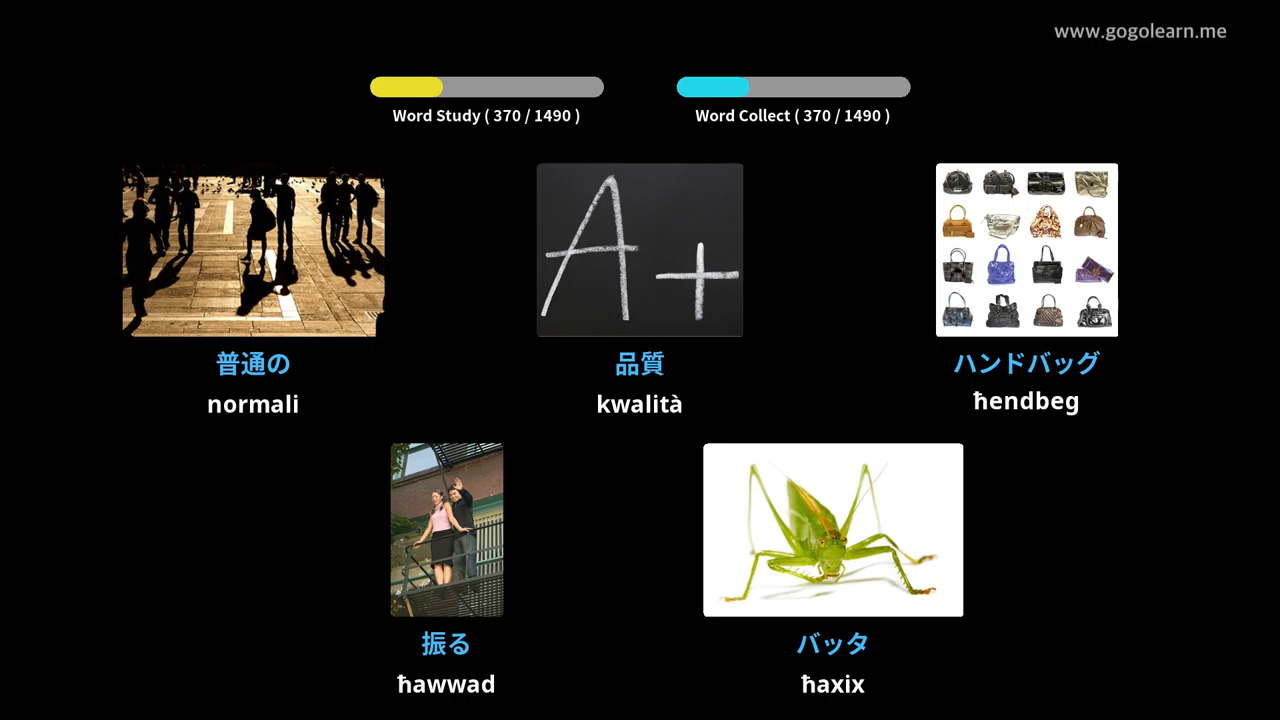 www.gogolearn.me
Word Study ( 370 / 1490 )
Word Collect ( 370 / 1490 )
A+
普通の
normali
品質
kwalità
ハンドバッグ
ħendbeg
振る
ħawwad
バッタ
ħaxix